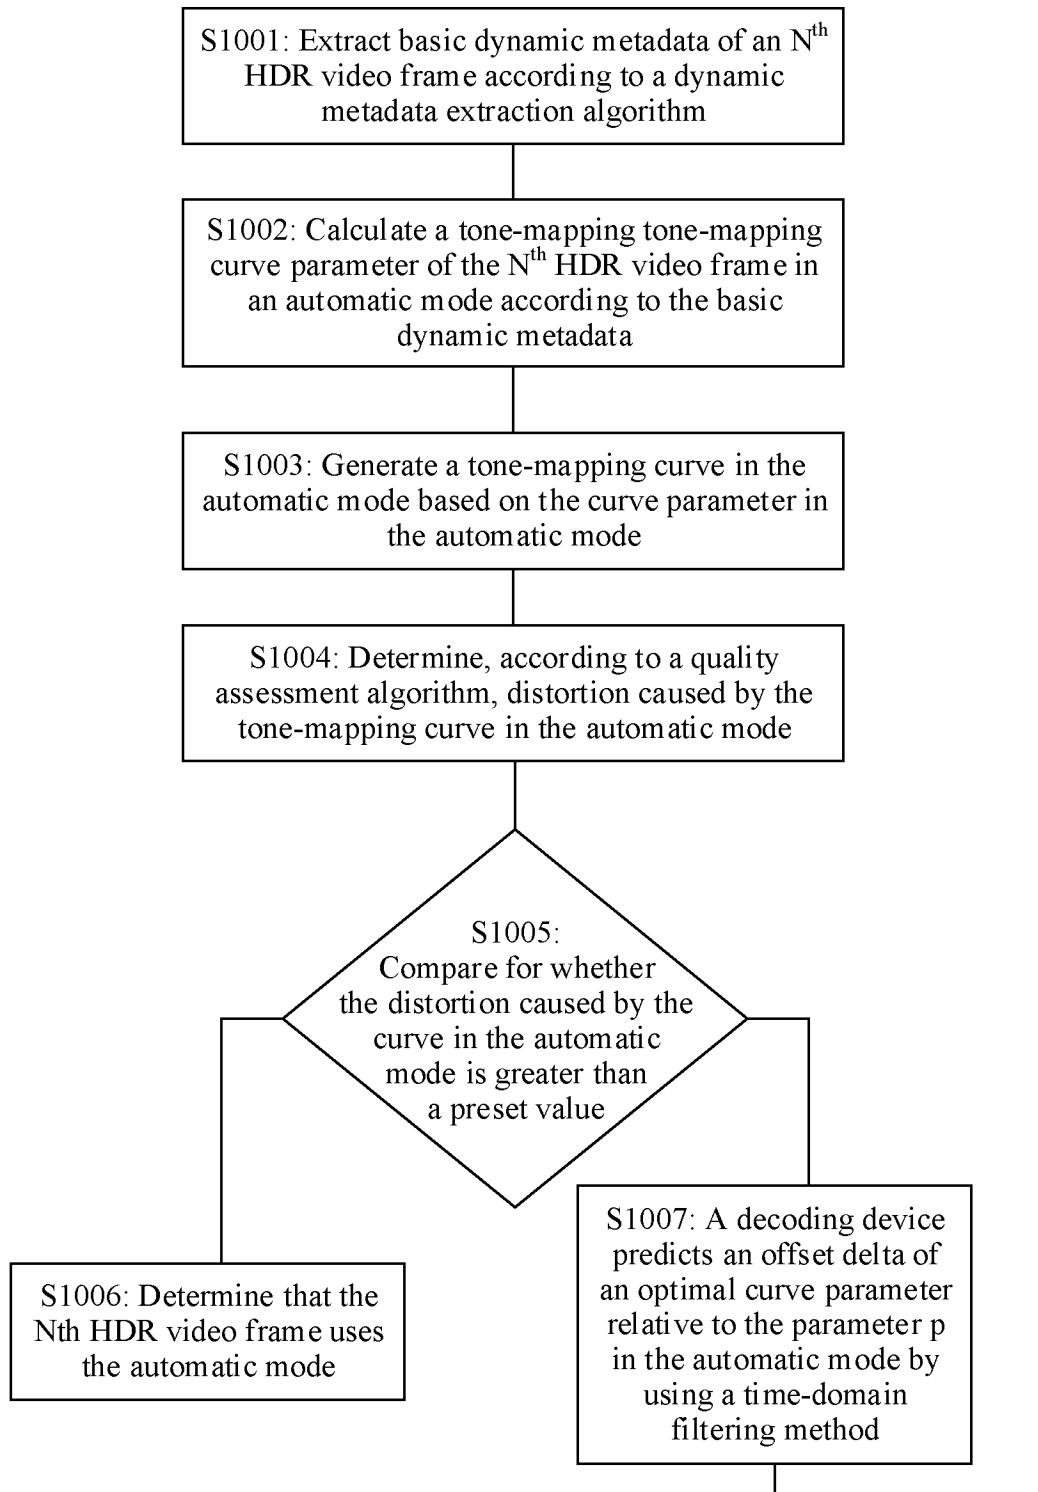 S1001: Extract basic dynamic metadata of an Nth
HDR video frame according to a dynamic
metadata extraction algorithm
S1002: Calculate a tone-mapping tone-mapping
curve parameter of the Nth HDR video frame in
an automatic mode according to the basic
dynamic metadata
S1003: Generate a tone-mapping curve in the
automatic mode based on the curve parameter in
the automatic mode
S1004: Determine, according to a quality
assessment algorithm, distortion caused by the
tone-mapping curve in the automatic mode
S1005:
Compare for whether
the distortion caused by the
curve in the automatic
mode is greater than
a preset value
S1006: Determine that the
Nth HDR video frame uses
the automatic mode
S1007: A decoding device
predicts an offset delta of
an optimal curve parameter
relative to the parameter p
in the automatic mode by
using a time-domain
filtering method